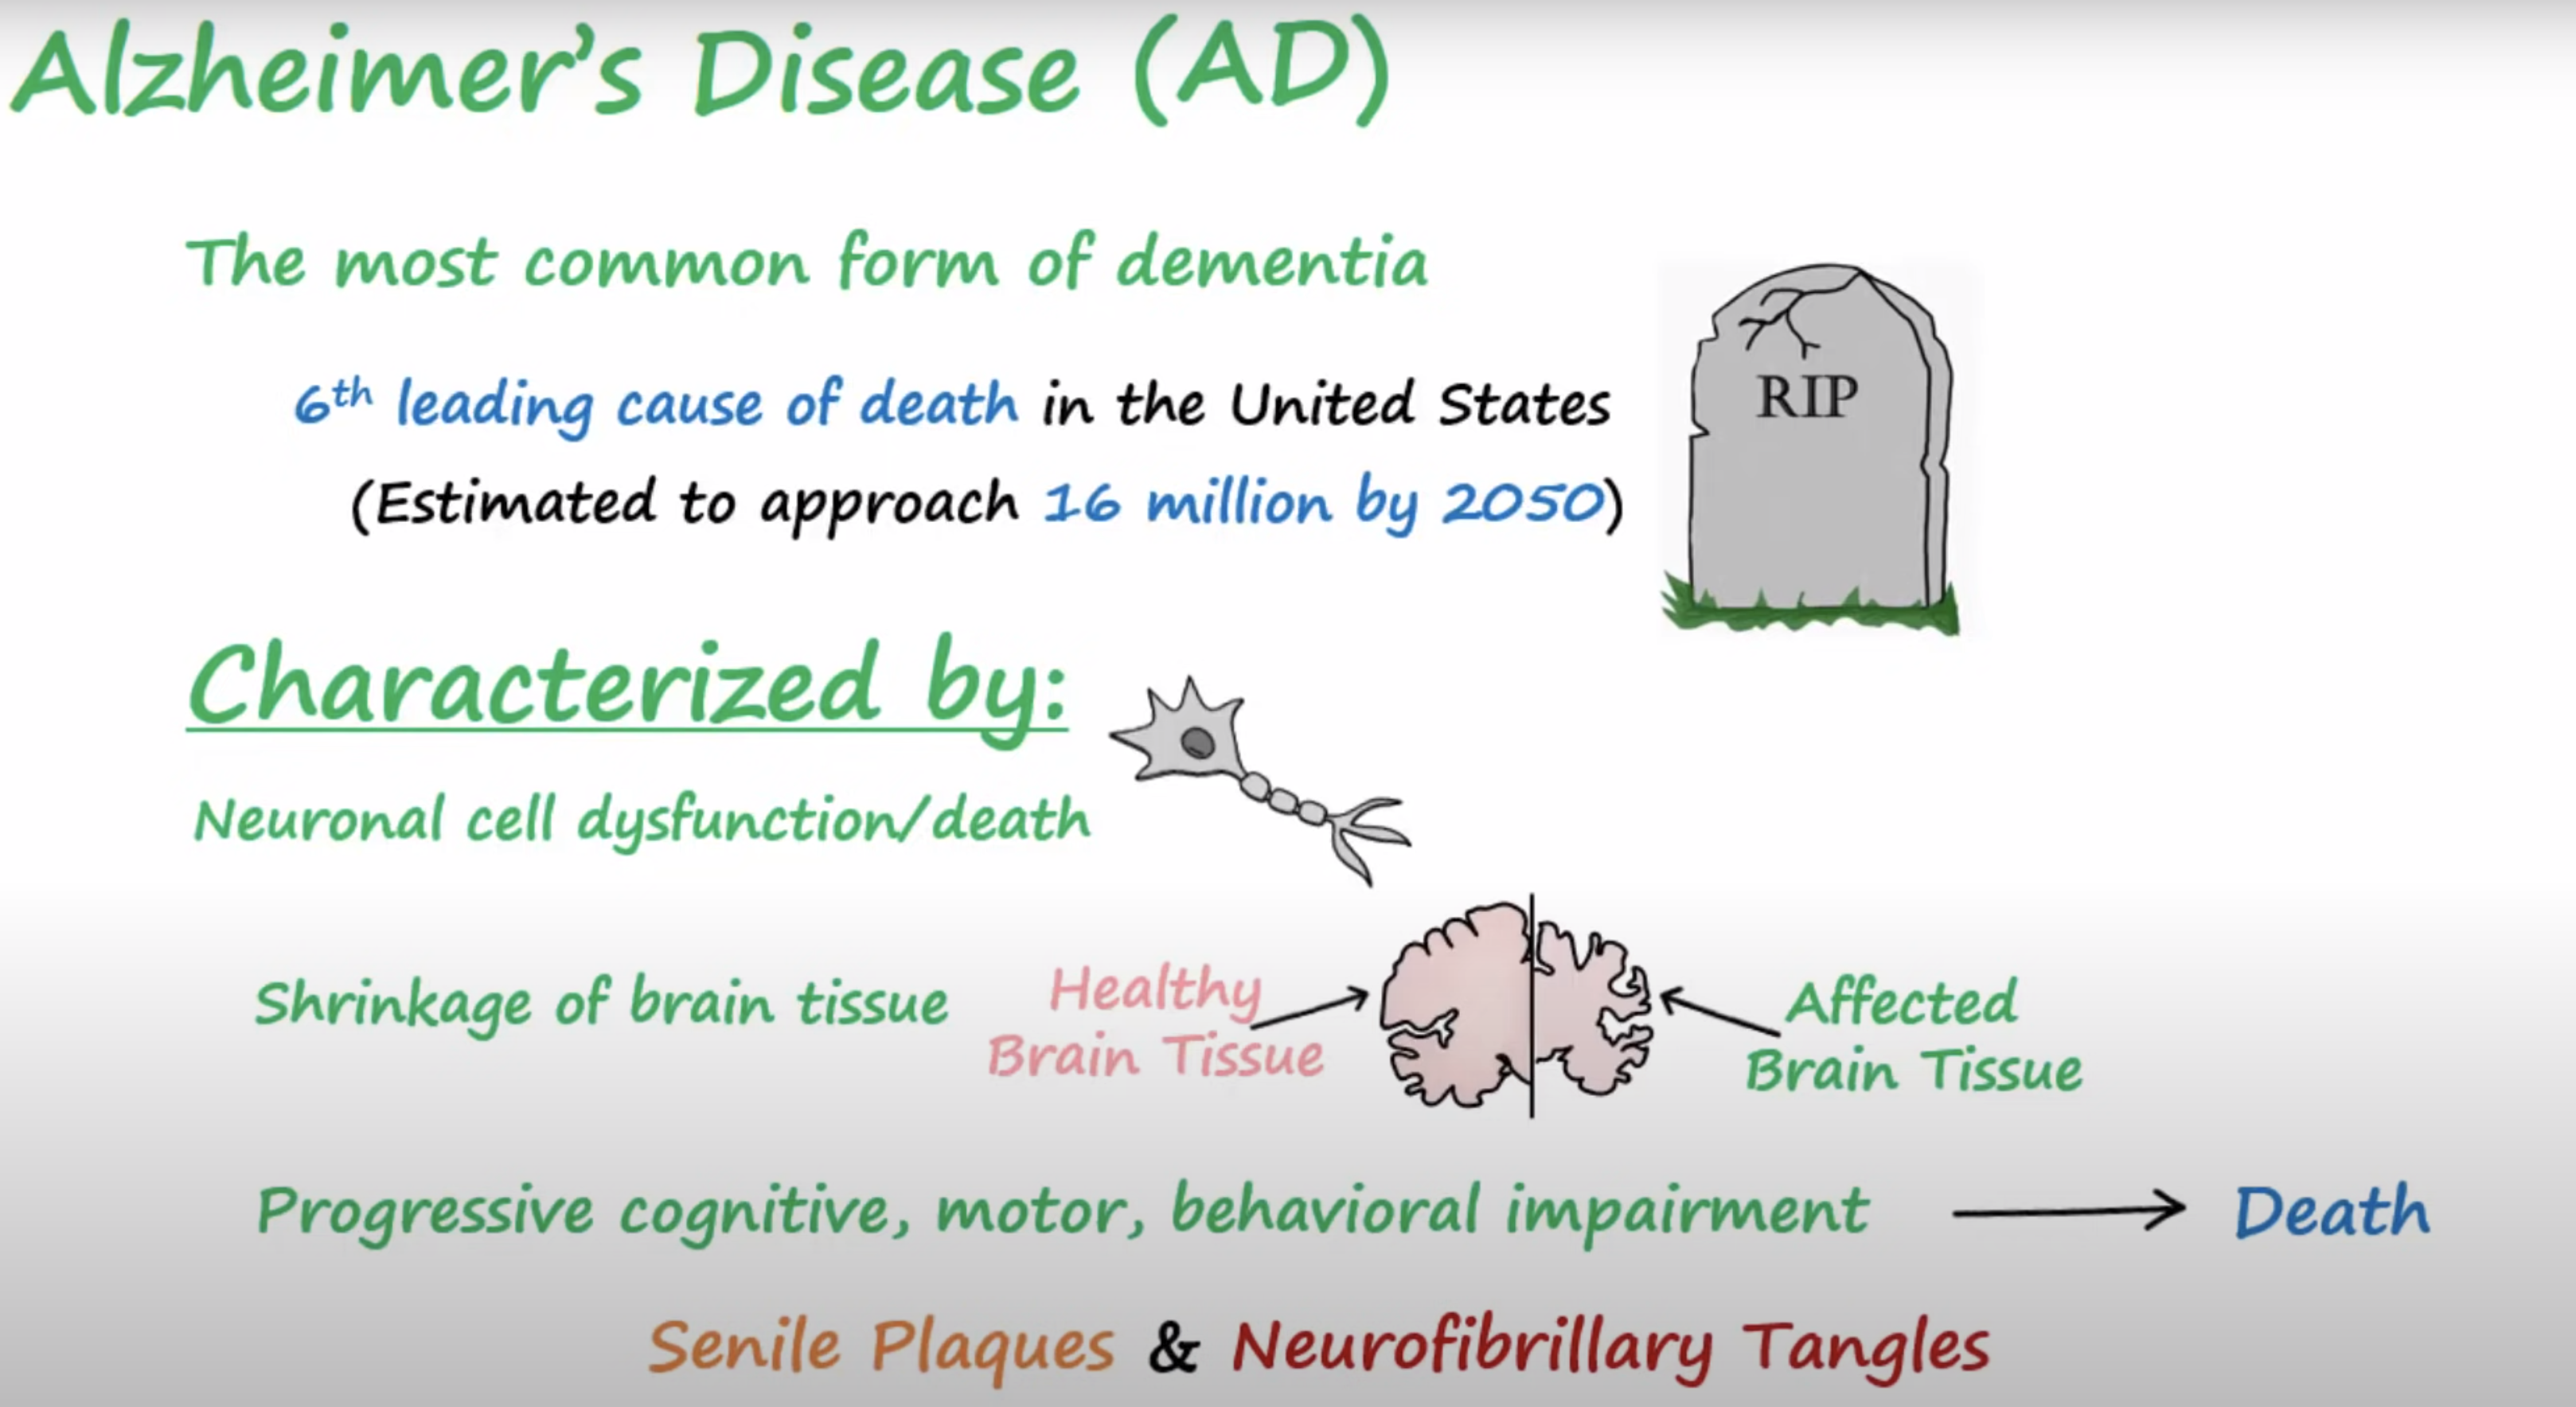 Alzheimer's Disease (AD)
The most common form of dementia
6th leading cause of death in the United States
(Estimated to approach 16 million by 2050)
RIP
Characterized by:
Neuronal cell dysfunction/death
Shrinkage of brain tissue
Healthy
Brain Tissue
Affected
Brain Tissue
Progressive cognitive, motor, behavioral impairment
Death
Senile Plaques & Neurofibrillary Tangles